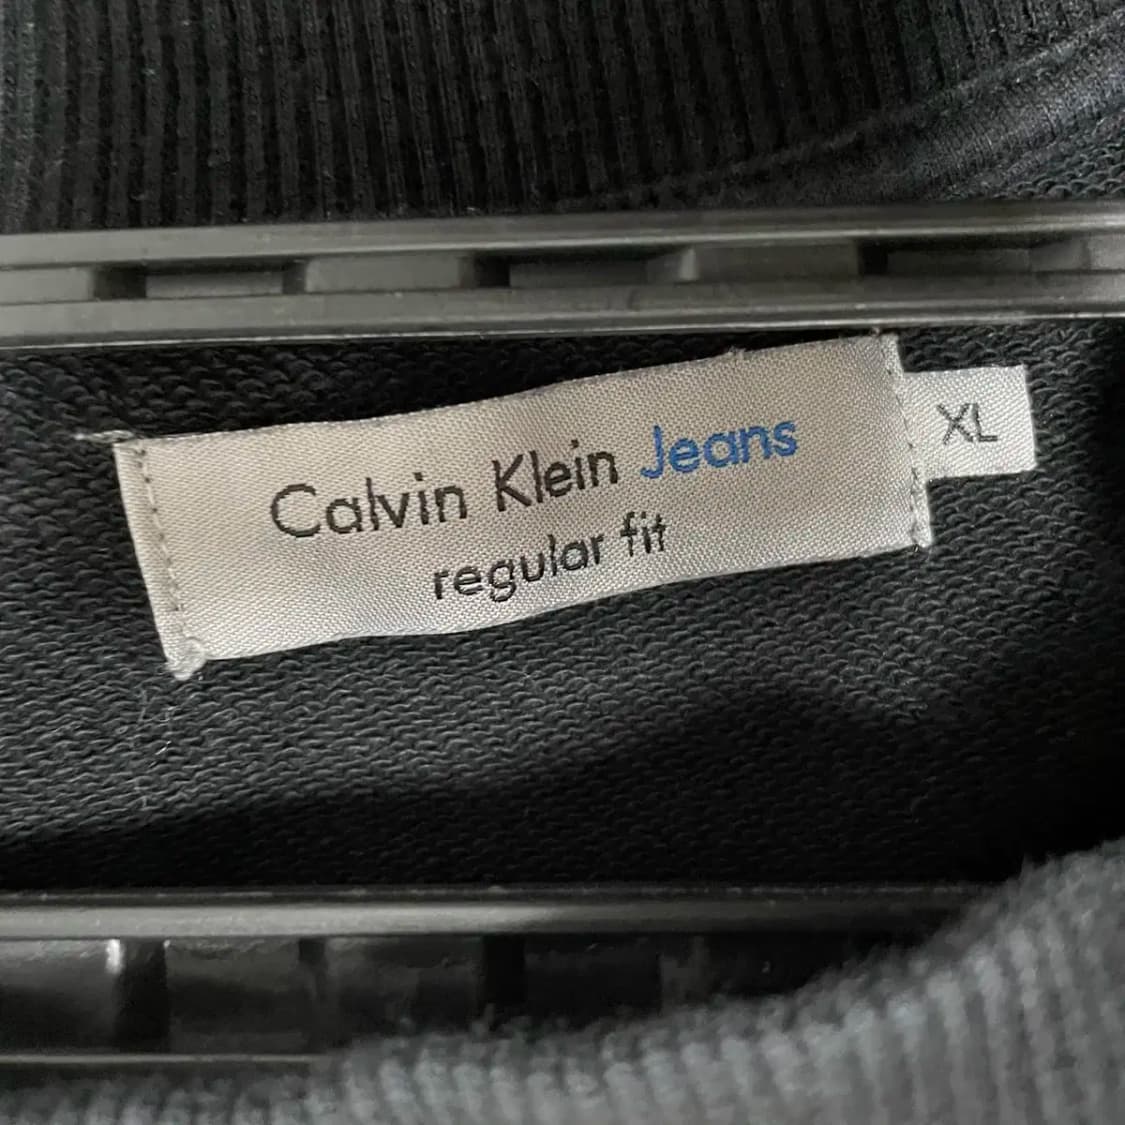 Calvin Klein Jeans
regular fit
XL